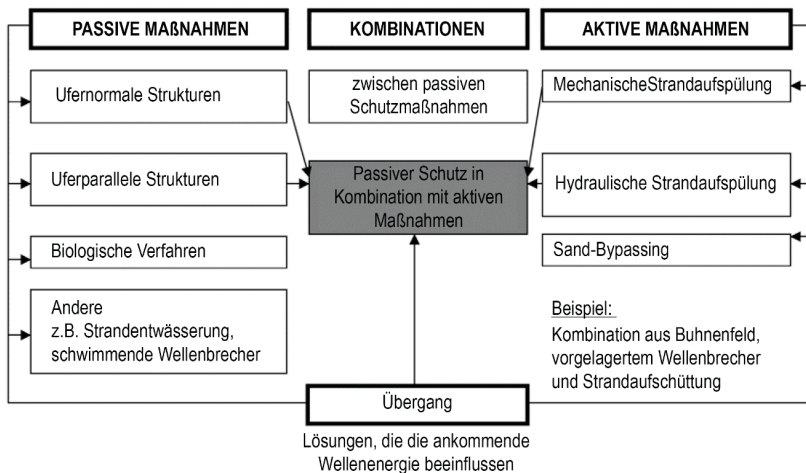 PASSIVE MAßNAHMEN
Ufernormale Strukturen
Uferparallele Strukturen
Biologische Verfahren
Andere
z.B. Strandentwässerung,
schwimmende Wellenbrecher
KOMBINATIONEN
zwischen passiven
Schutzmaßnahmen
Passiver Schutz in
Kombination mit aktiven
Maßnahmen
Übergang
Lösungen, die die ankommende
Wellenenergie beeinflussen
AKTIVE MAßNAHMEN
MechanischeStrandaufspülung
Hydraulische Strandaufspülung
Sand-Bypassing
Beispiel:
Kombination aus Buhnenfeld,
vorgelagertem Wellenbrecher
und Strandaufschüttung